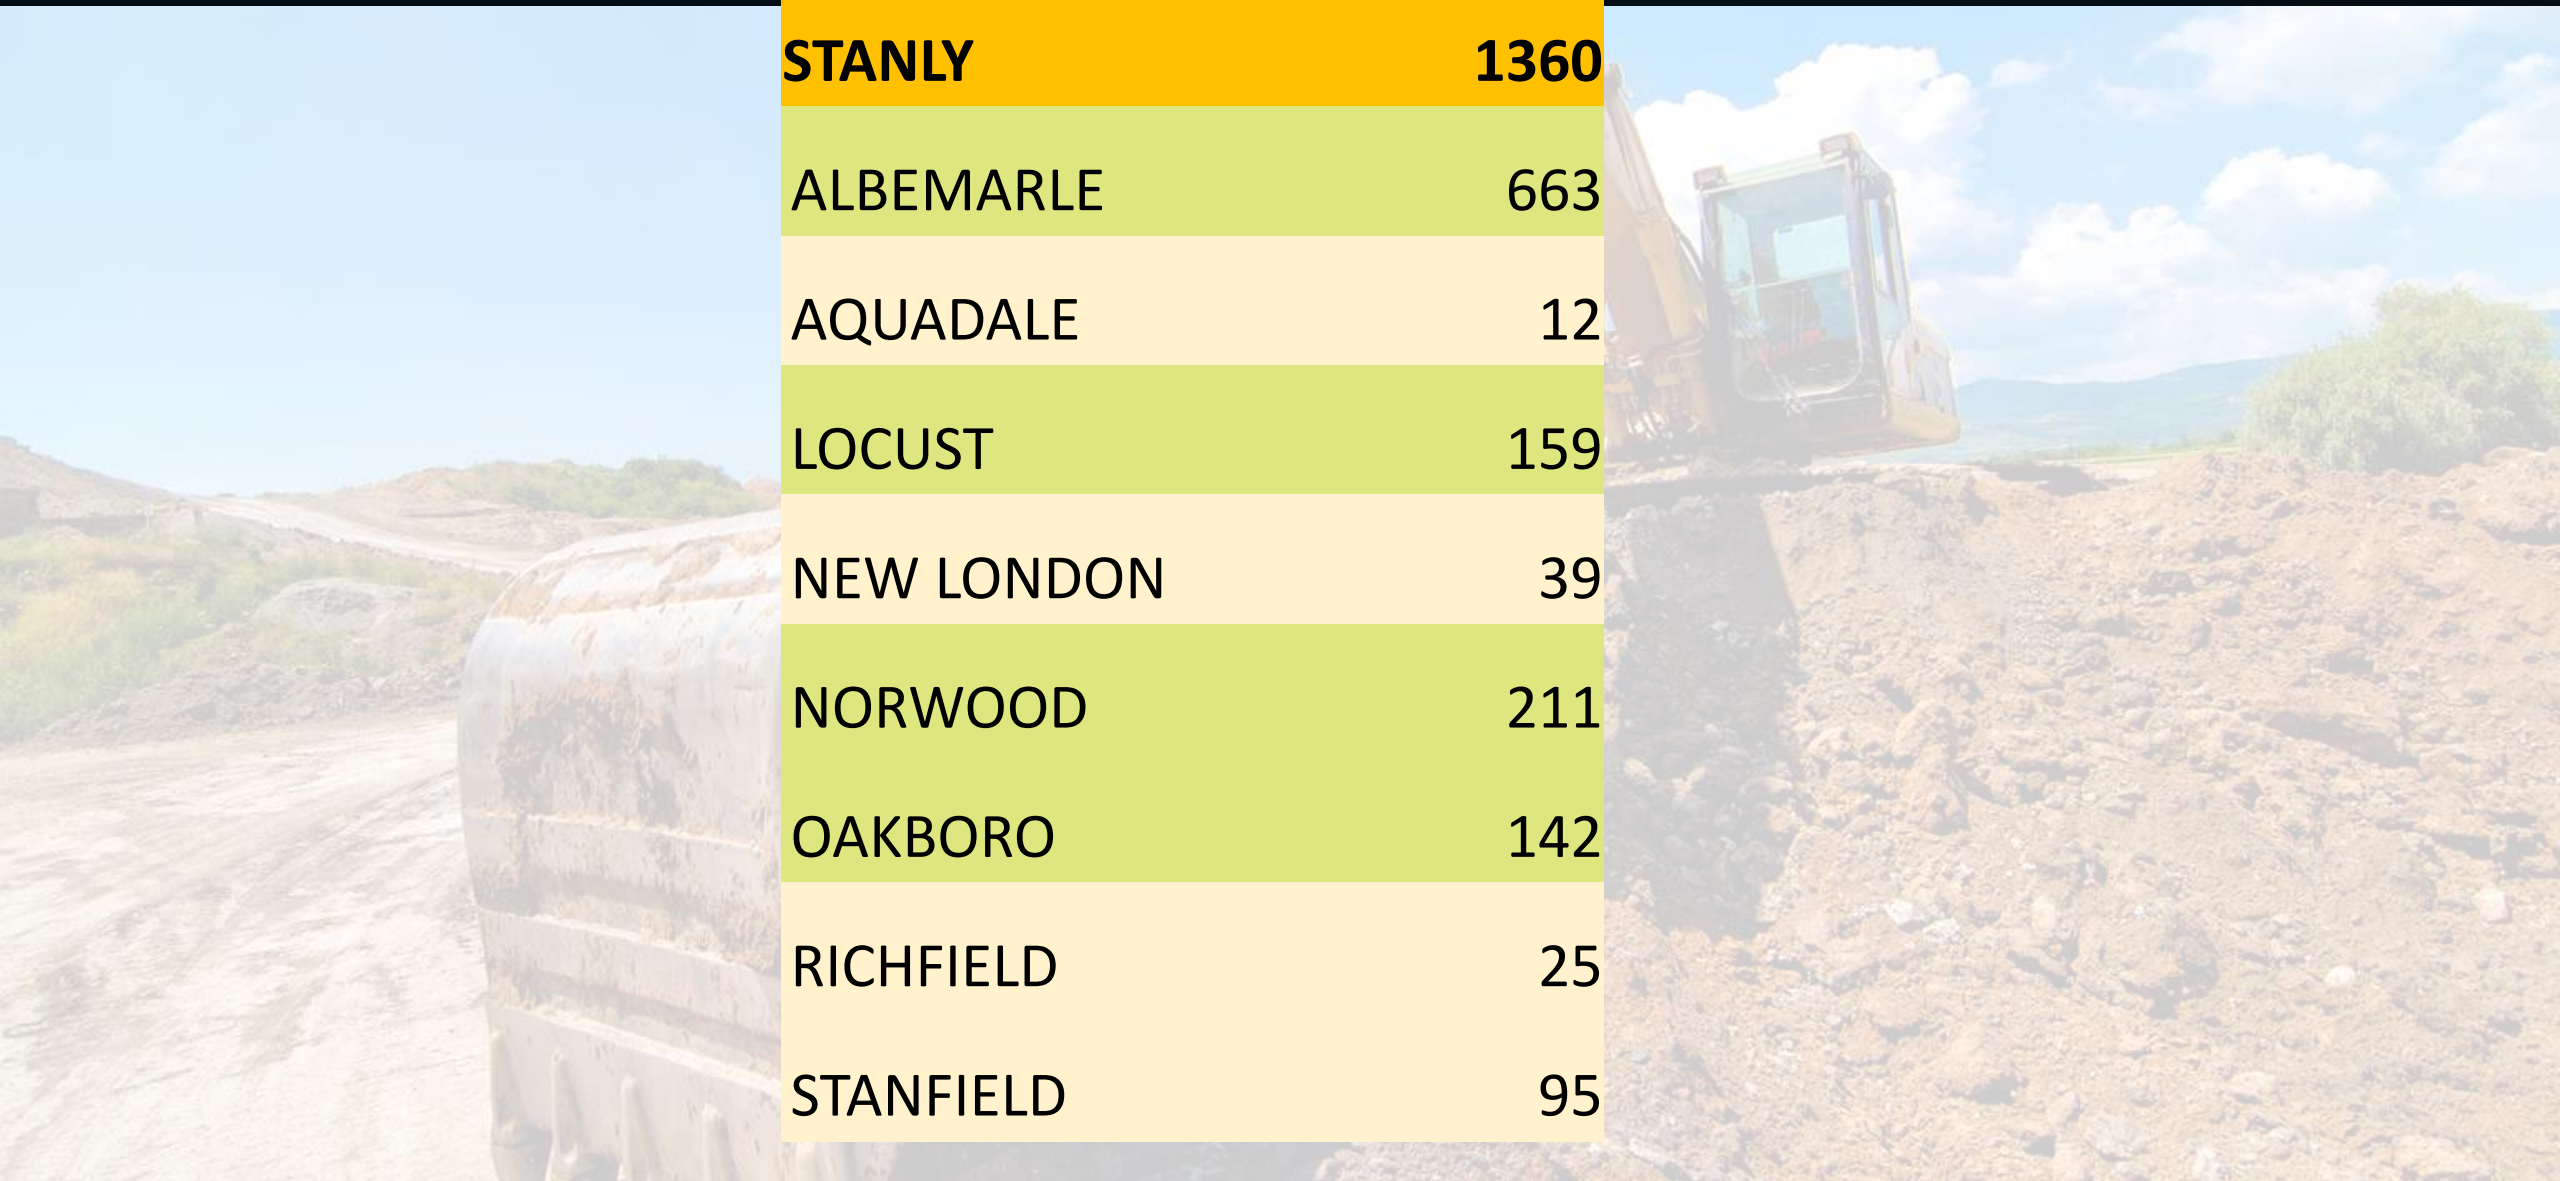 STANLY 1360
ALBEMARLE 663
AQUADALE 12
LOCUST 159
NEW LONDON 39
NORWOOD 211
OAKBORO 142
RICHFIELD 25
STANFIELD 95